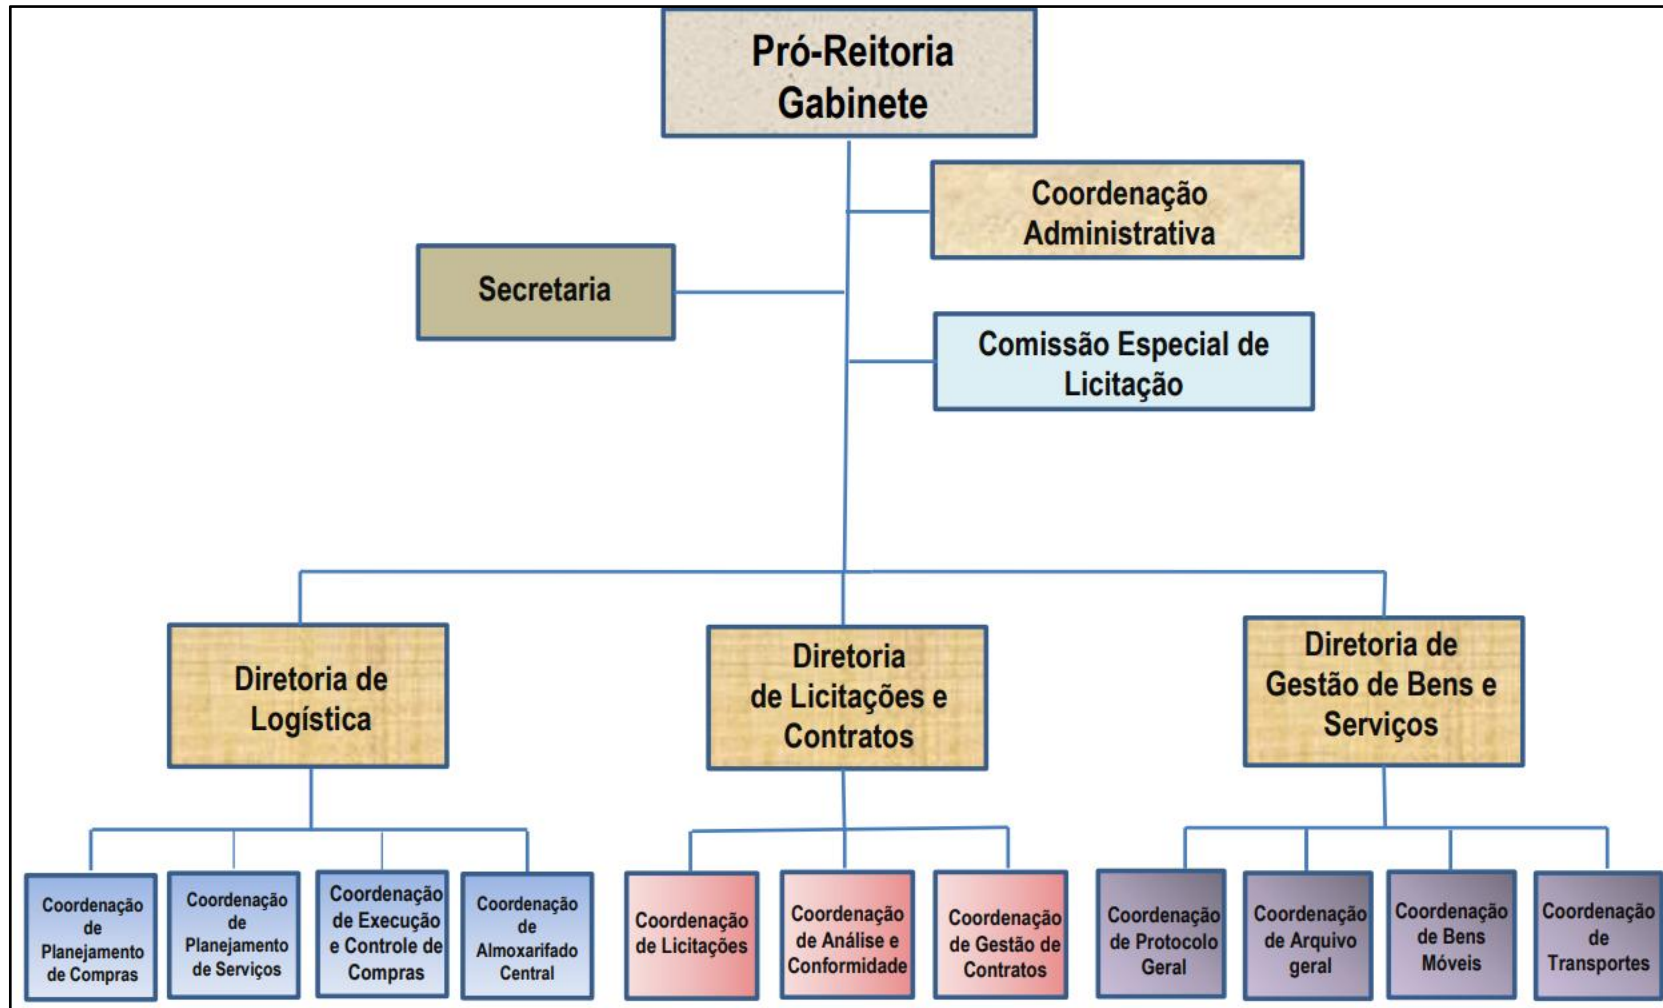 Pró-Reitoria
Gabinete
Coordenação
Administrativa
Secretaria
Comissão Especial de
Licitação
Diretoria de
Logística
Diretoria
de Licitações e
Contratos
Diretoria de
Gestão de Bens e
Serviços
Coordenação
de
Planejamento
de Compras
Coordenação
de
Planejamento
de Serviços
Coordenação
de Execução
e Controle de
Compras
Coordenação
de
Almoxarifado
Central
Coordenação
de Licitações
Coordenação
de Análise e
Conformidade
Coordenação
de Gestão de
Contratos
Coordenação
de Protocolo
Geral
Coordenação
de Arquivo
geral
Coordenação
de Bens
Móveis
Coordenação
de
Transportes